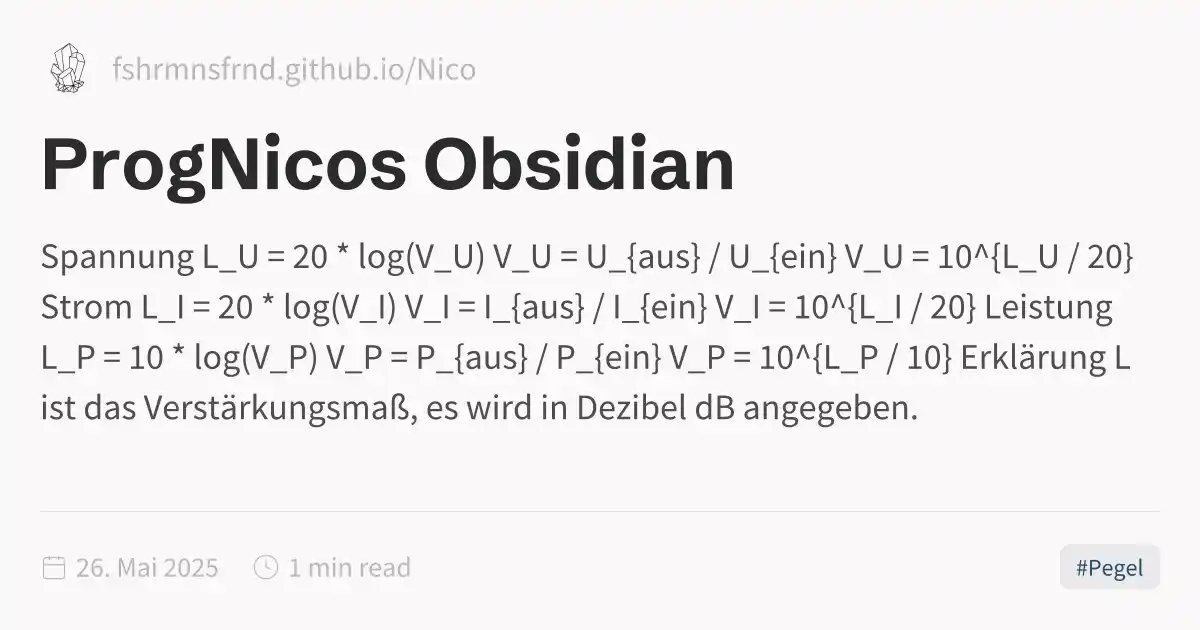 fshrmnsfrnd.github.io/Nico
ProgNicos Obsidian
Spannung L_U = 20 * log(V_U) V_U = U_{aus} / U_{ein} V_U = 10^{L_U / 20}
Strom L_I = 20 * log(V_I) V_I = I_{aus} / I_{ein} V_I = 10^{L_I / 20} Leistung
L_P = 10 * log(V_P) V_P = P_{aus} / P_{ein} V_P = 10^{L_P / 10} Erklärung L
ist das Verstärkungsmaß, es wird in Dezibel dB angegeben.
26. Mai 2025 1 min read #Pegel